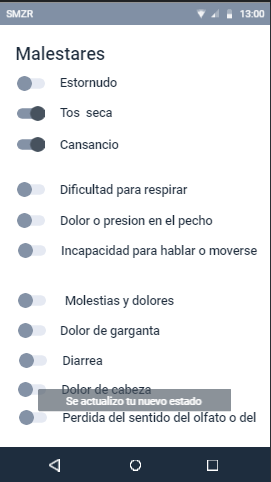 SMZR 13:00
Malestares
Estornudo
Tos seca
Cansancio
Dificultad para respirar
Dolor o presion en el pecho
Incapacidad para hablar o moverse
Molestias y dolores
Dolor de garganta
Diarrea
Dolor de cabeza
Se actualizo tu nuevo estado
Perdida del sentido del olfato o del